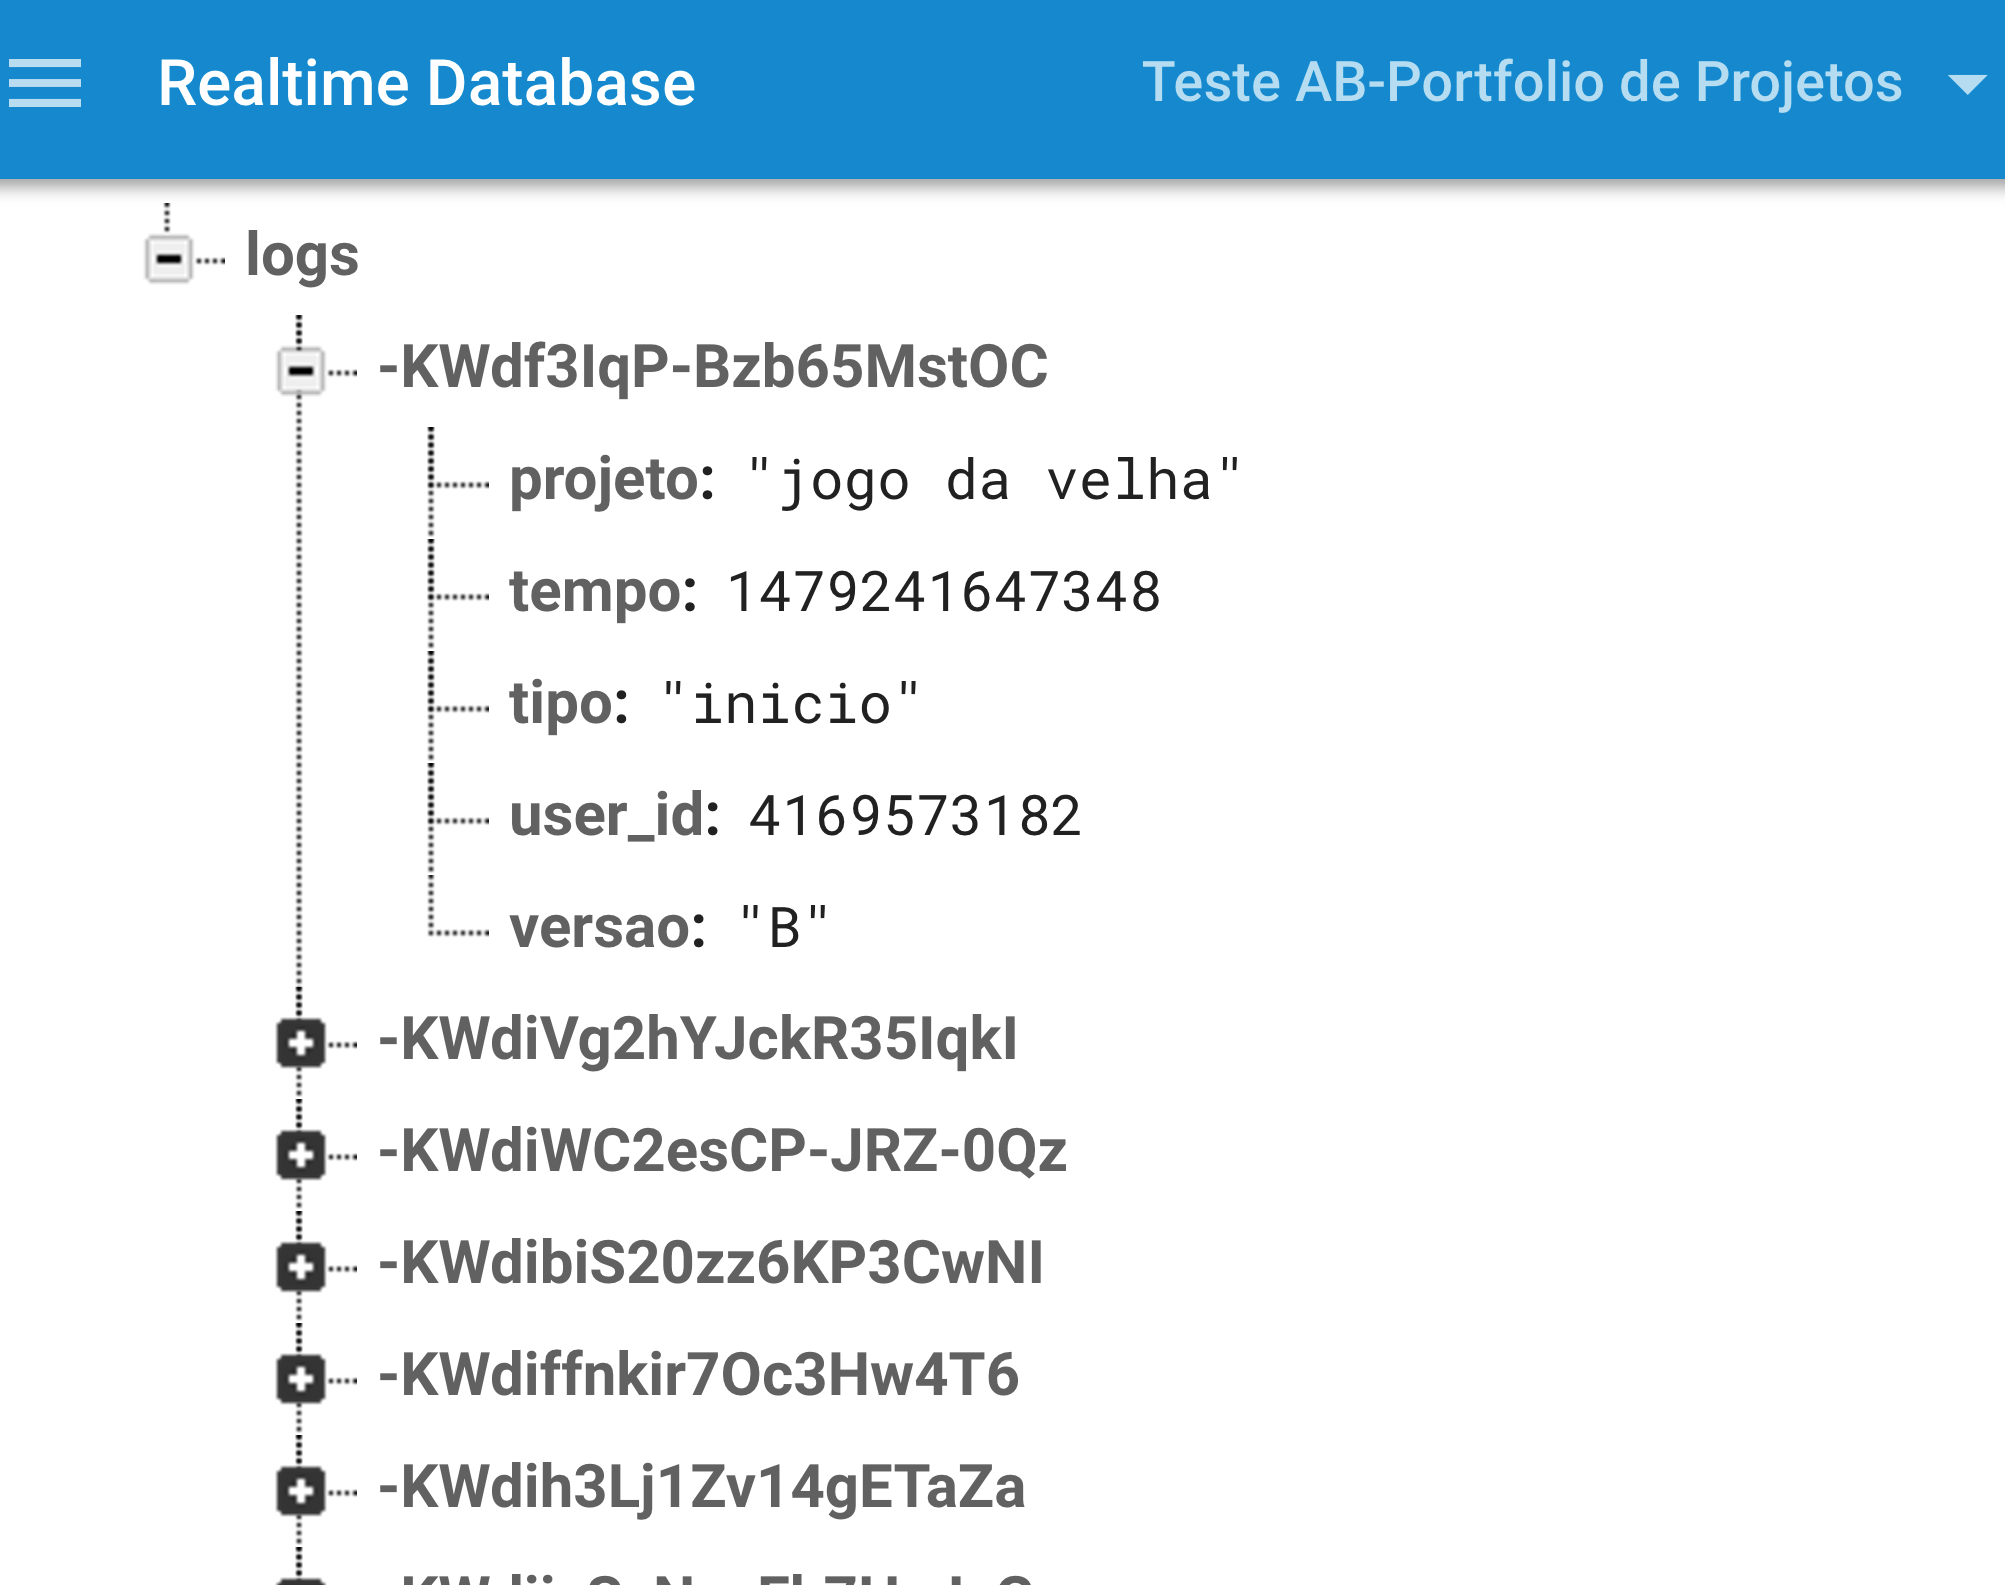 Realtime Database
Teste AB-Portfolio de Projetos
logs
-KWdf3IqP-Bzb65MstOC
projeto: "jogo da velha"
tempo: 1479241647348
tipo: "inicio"
user_id: 4169573182
versao: "B"
-KWdiVg2hYJckR35IqkI
-KWdiWC2esCP-JRZ-0Qz
-KWdibiS20zz6KP3CwNI
-KWdiffnkir7Oc3Hw4T6
-KWdih3Lj1Zv14gETaZa